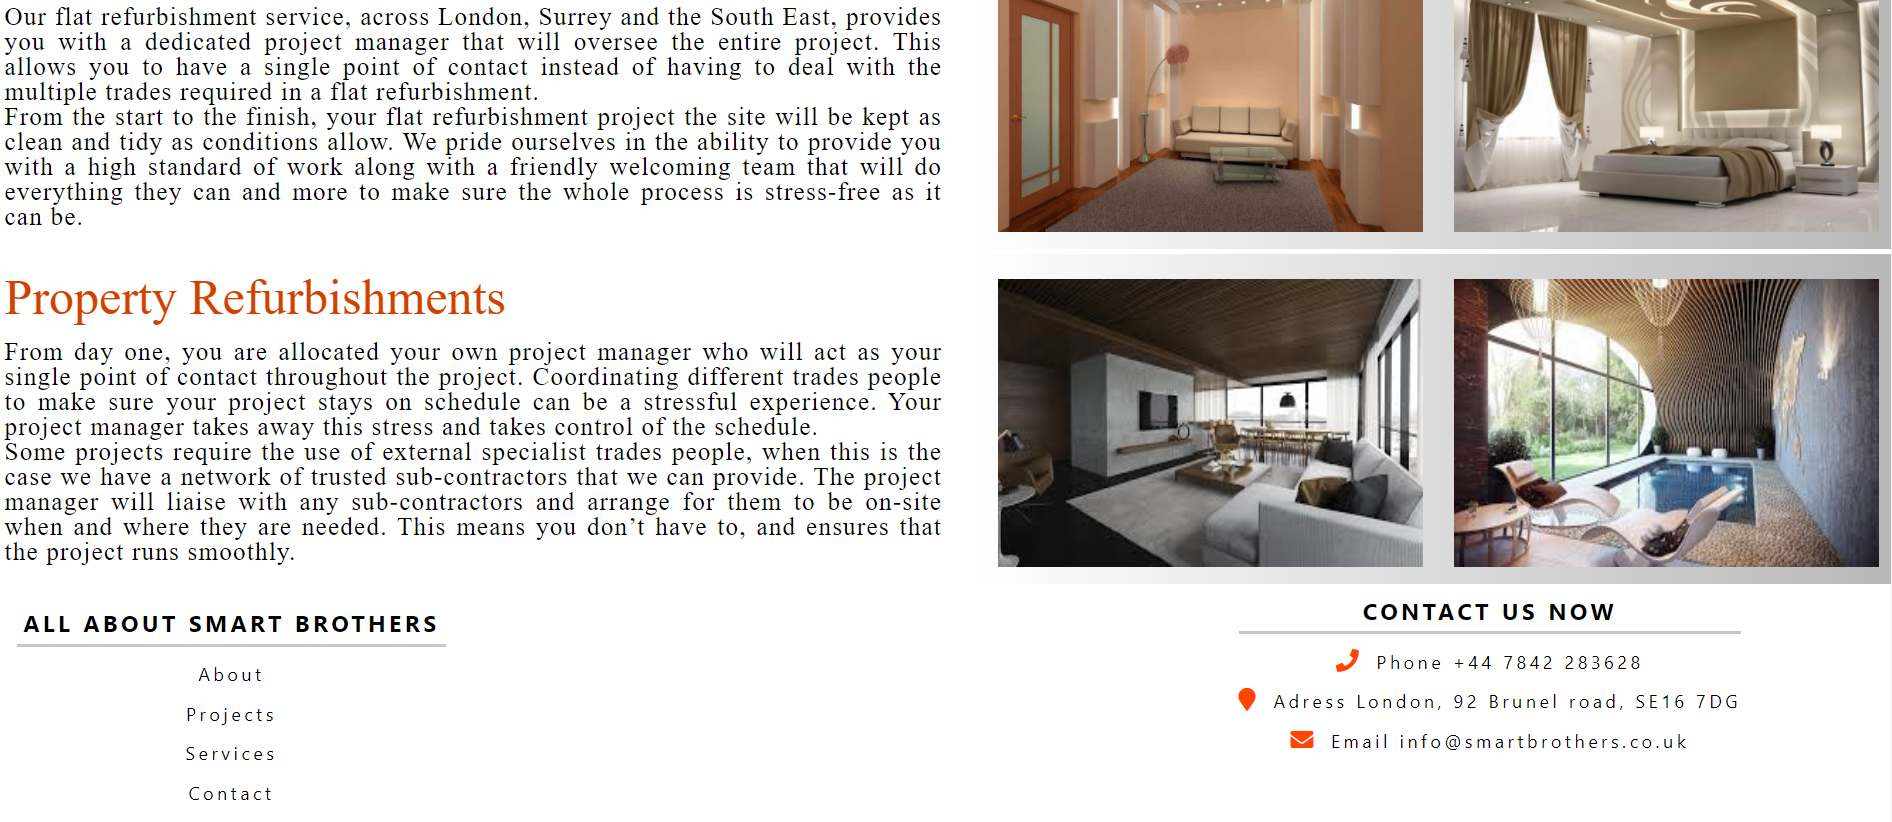 Our flat refurbishment service, across London, Surrey and the South East, provides
you with a dedicated project manager that will oversee the entire project. This
allows you to have a single point of contact instead of having to deal with the
multiple trades required in a flat refurbishment.
From the start to the finish, your flat refurbishment project the site will be kept as
clean and tidy as conditions allow. We pride ourselves in the ability to provide you
with a high standard of work along with a friendly welcoming team that will do
everything they can and more to make sure the whole process is stress-free as it
can be.
Property Refurbishments
From day one, you are allocated your own project manager who will act as your
single point of contact throughout the project. Coordinating different trades people
to make sure your project stays on schedule can be a stressful experience. Your
project manager takes away this stress and takes control of the schedule.
Some projects require the use of external specialist trades people, when this is the
case we have a network of trusted sub-contractors that we can provide. The project
manager will liaise with any sub-contractors and arrange for them to be on-site
when and where they are needed. This means you don’t have to, and ensures that
the project runs smoothly.
ALL ABOUT SMART BROTHERS
About
Projects
Services
Contact
CONTACT US NOW
Phone +44 7842 283628
Adress London, 92 Brunel road, SE16 7DG
Email info@smartbrothers.co.uk